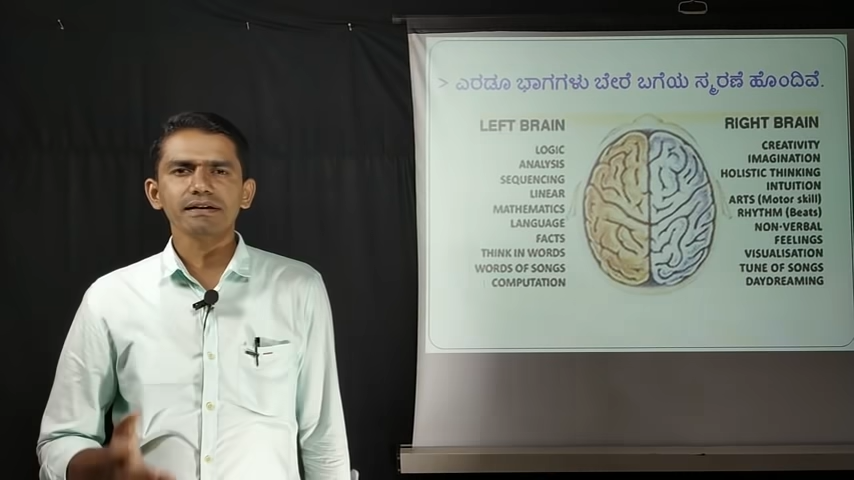 > ಎರಡೂ ಭಾಗಗಳು ಬೇರೆ ಬಗೆಯ ಸ್ಮರಣೆ ಹೊಂದಿವೆ.
LEFT BRAIN
LOGIC
ANALYSIS
SEQUENCING
LINEAR
MATHEMATICS
LANGUAGE
FACTS
THINK IN WORDS
WORDS OF SONGS
COMPUTATION
RIGHT BRAIN
CREATIVITY
IMAGINATION
HOLISTIC THINKING
INTUITION
ARTS (Motor skill)
RHYTHM (Beats)
NON-VERBAL
FEELINGS
VISUALISATION
TUNE OF SONGS
DAYDREAMING